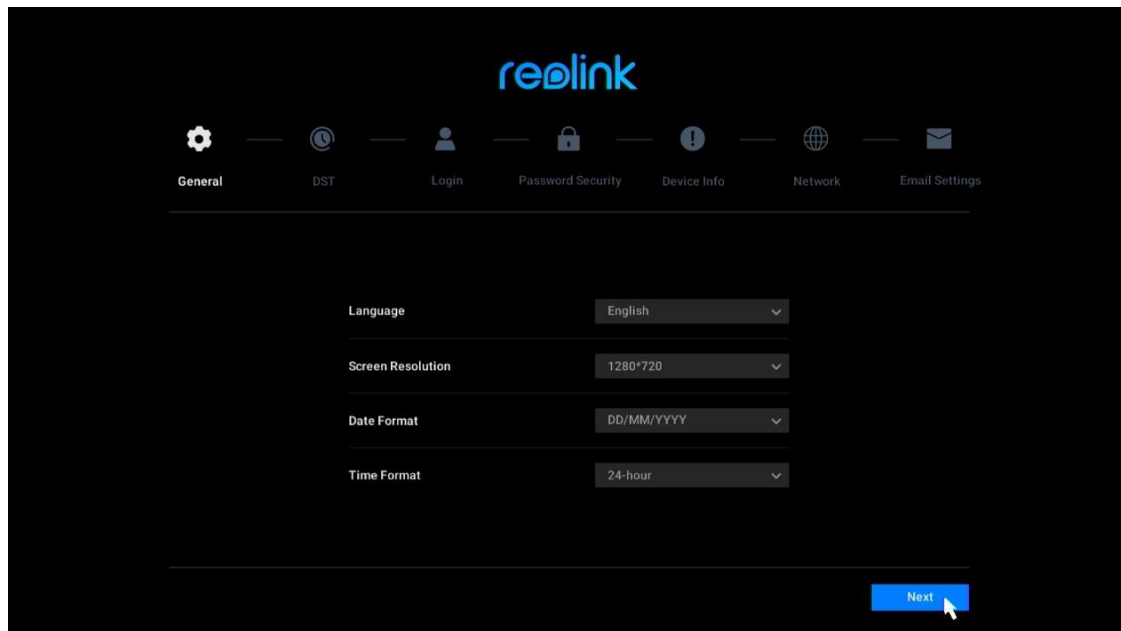 reolink
General DST Login Password Security Device Info Network Email Settings
Language English
Screen Resolution 1280*720
Date Format DD/MM/YYYY
Time Format 24-hour
Next